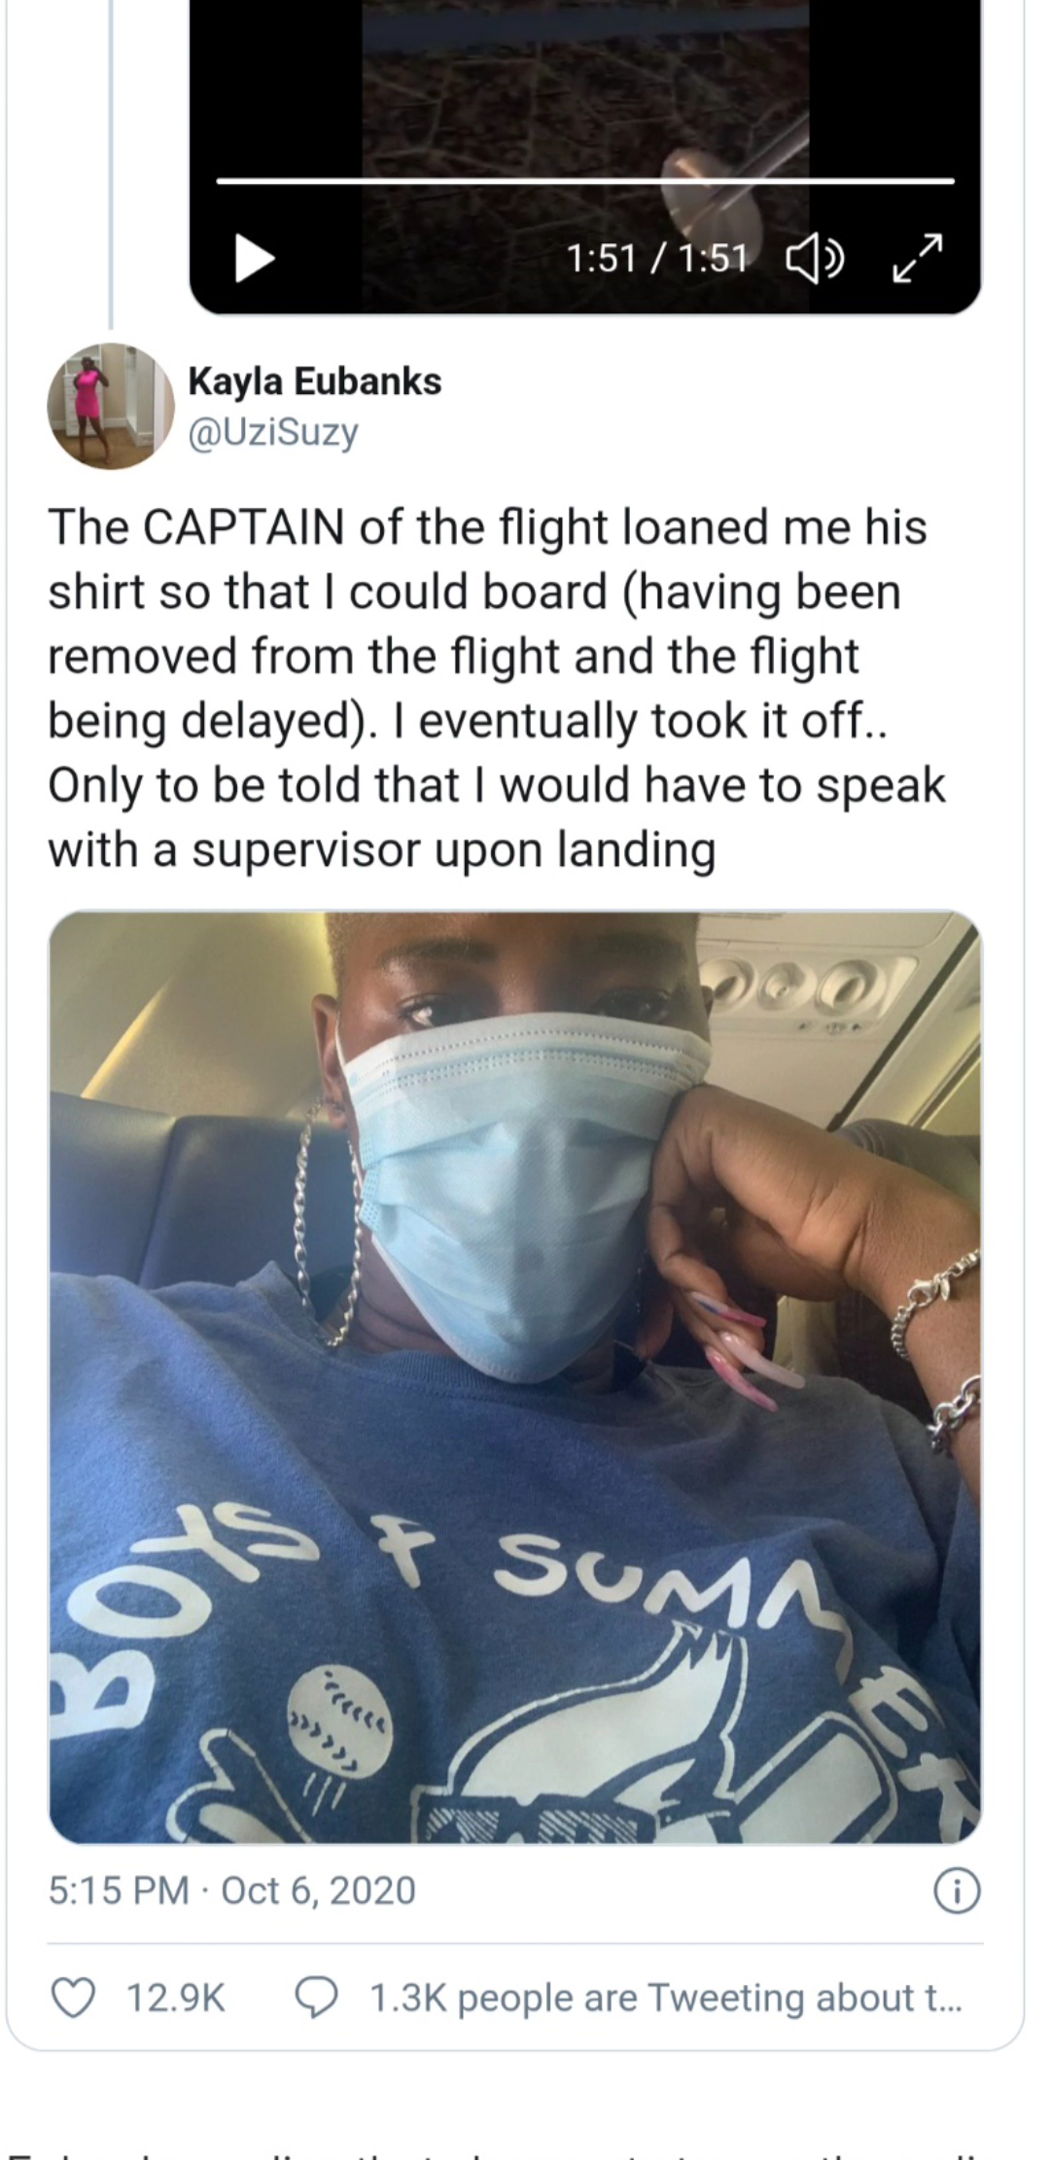 1:51 / 1:51
Kayla Eubanks
@UziSuzy
The CAPTAIN of the flight loaned me his
shirt so that I could board (having been
removed from the flight and the flight
being delayed). I eventually took it off..
Only to be told that I would have to speak
with a supervisor upon landing
BOYS F SUMMER
5:15 PM · Oct 6, 2020
12.9K
1.3K people are Tweeting about t...